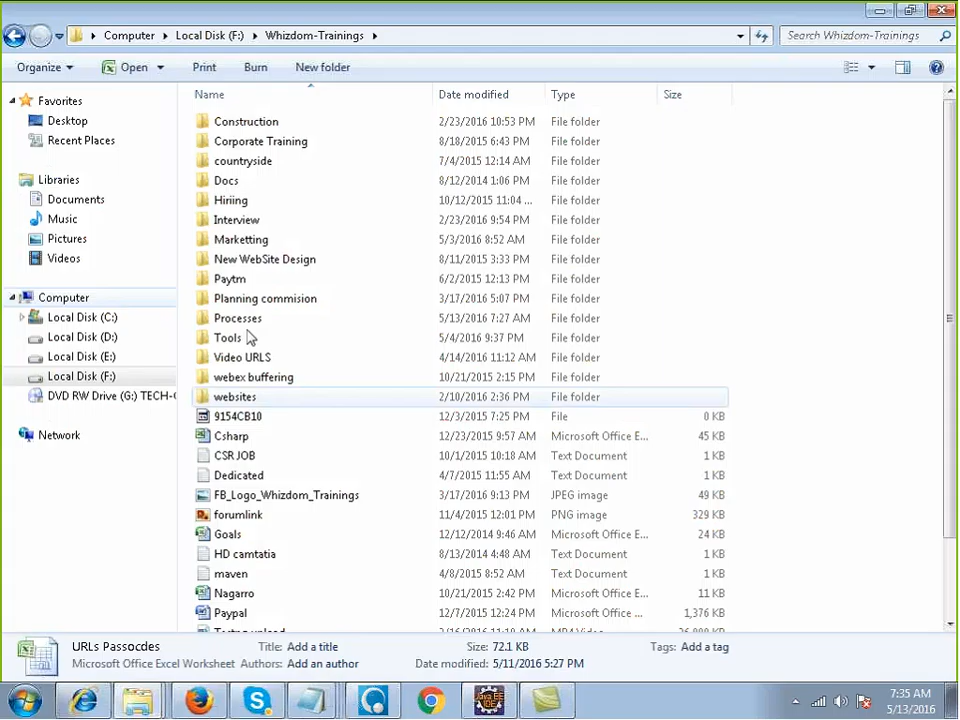 Computer Local Disk (F:) Whizdom-Trainings Search Whizdom-Trainings
Organize Open Print Burn New folder
Name Date modified Type Size
Favorites
Desktop
Recent Places
Libraries
Documents
Music
Pictures
Videos
Computer
Local Disk (C:)
Local Disk (D:)
Local Disk (E:)
Local Disk (F:)
DVD RW Drive (G:) TECH-
Network
Construction 2/23/2016 10:53 PM File folder
Corporate Training 8/18/2015 6:43 PM File folder
countryside 7/4/2015 12:14 AM File folder
Docs 8/12/2014 1:06 PM File folder
Hiriing 10/12/2015 11:04 ... File folder
Interview 2/23/2016 9:54 PM File folder
Marketting 5/3/2016 8:52 AM File folder
New WebSite Design 8/11/2015 3:33 PM File folder
Paytm 6/2/2016 12:13 PM File folder
Planning commision 3/17/2016 5:07 PM File folder
Processes 5/13/2016 7:27 AM File folder
Tools 5/4/2016 9:37 PM File folder
Video URLS 4/14/2016 11:12 AM File folder
webex buffering 10/21/2015 2:15 PM File folder
websites 2/10/2016 2:36 PM File folder
9154CB10 12/3/2015 7:25 PM File 0 KB
Csharp 12/23/2015 9:57 AM Microsoft Office E... 45 KB
CSR JOB 10/1/2015 10:18 AM Text Document 1 KB
Dedicated 4/7/2015 11:55 AM Text Document 1 KB
FB_Logo_Whizdom_Trainings 3/17/2016 9:13 PM JPEG image 49 KB
forumlink 11/4/2015 12:01 PM PNG image 329 KB
Goals 12/12/2014 9:46 AM Microsoft Office E... 24 KB
HD camtatia 8/13/2014 4:48 AM Text Document 1 KB
maven 4/8/2015 8:52 AM Text Document 1 KB
Nagarro 10/21/2015 2:42 PM Microsoft Office E... 11 KB
Paypal 12/7/2015 12:24 PM Microsoft Office ... 1,376 KB
URLs Passocdes Title: Add a title Size: 72.1 KB Tags: Add a tag
Microsoft Office Excel Worksheet Authors: Add an author Date modified: 5/11/2016 5:27 PM
7:35 AM
5/13/2016